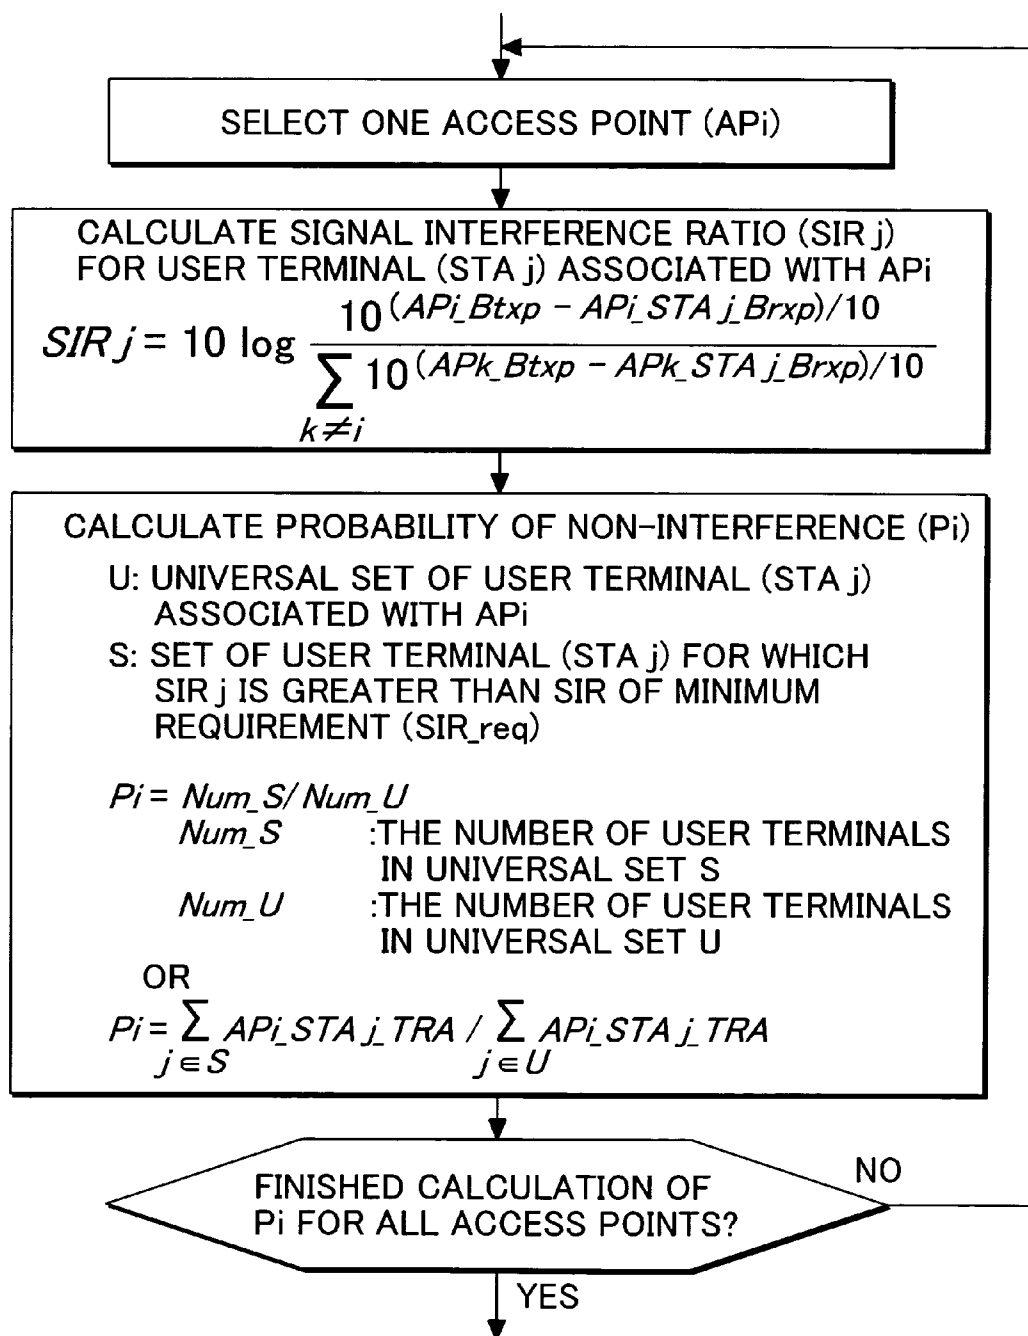 SELECT ONE ACCESS POINT (APi)
CALCULATE SIGNAL INTERFERENCE RATIO (SIR j)
FOR USER TERMINAL (STA j) ASSOCIATED WITH APi
SIR j = 10 log 10^(APi_Btxp − APi_STA j_Brxp)/10 / ∑ k≠i 10^(APk_Btxp − APk_STA j_Brxp)/10
CALCULATE PROBABILITY OF NON-INTERFERENCE (Pi)
U: UNIVERSAL SET OF USER TERMINAL (STA j)
ASSOCIATED WITH APi
S: SET OF USER TERMINAL (STA j) FOR WHICH
SIR j IS GREATER THAN SIR OF MINIMUM
REQUIREMENT (SIR_req)
Pi = Num_S/Num_U
Num_S :THE NUMBER OF USER TERMINALS
IN UNIVERSAL SET S
Num_U :THE NUMBER OF USER TERMINALS
IN UNIVERSAL SET U
OR
Pi = ∑ j∈S APi_STA j_TRA / ∑ j∈U APi_STA j_TRA
FINISHED CALCULATION OF
Pi FOR ALL ACCESS POINTS?
NO
YES